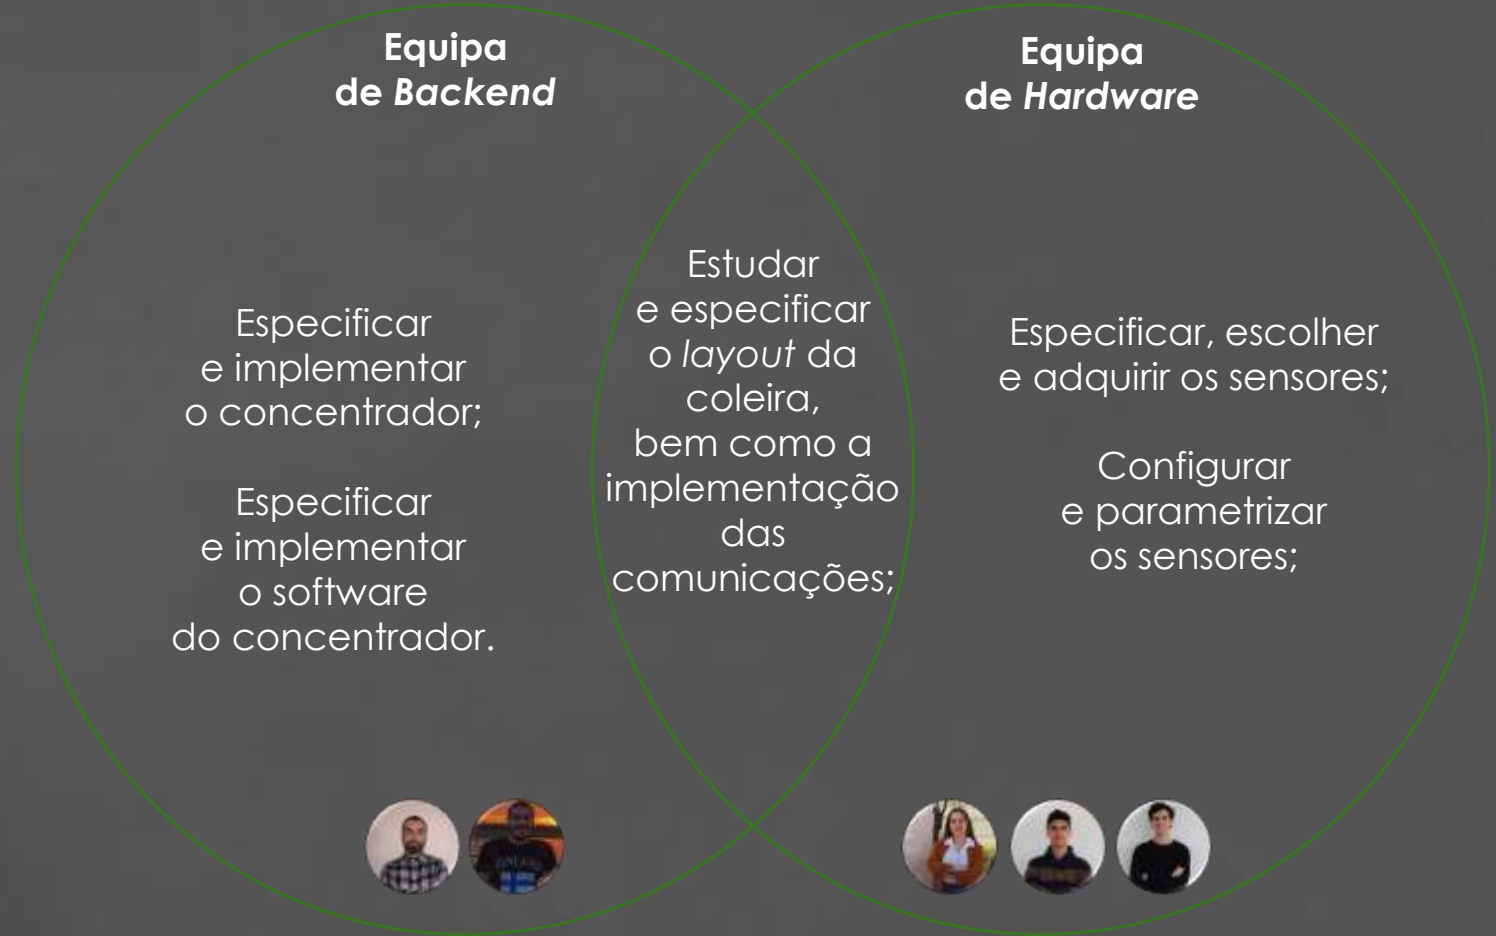 Equipa
de Backend
Especificar
e implementar
o concentrador;
Especificar
e implementar
o software
do concentrador.
Estudar
e especificar
o layout da
coleira,
bem como a
implementação
das
comunicações;
Equipa
de Hardware
Especificar, escolher
e adquirir os sensores;
Configurar
e parametrizar
os sensores;